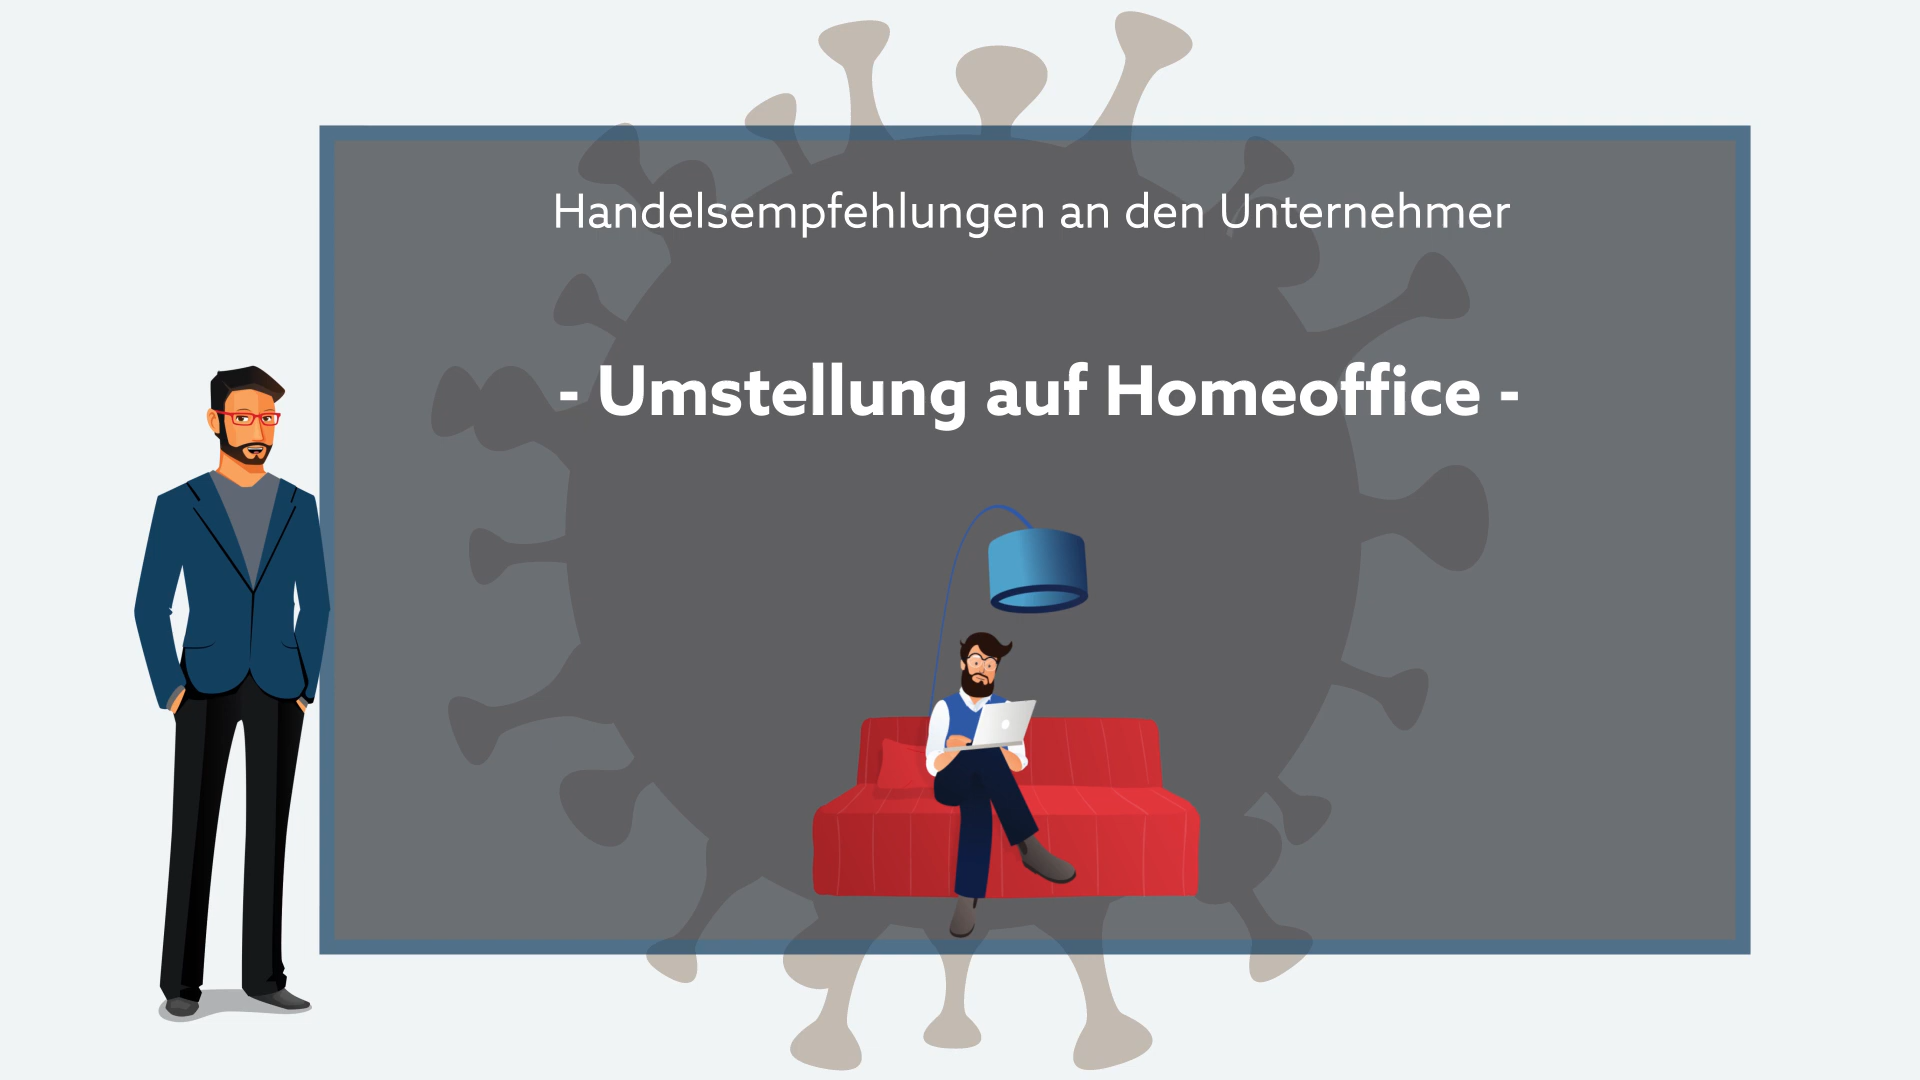 Handelsempfehlungen an den Unternehmer
- Umstellung auf Homeoffice -